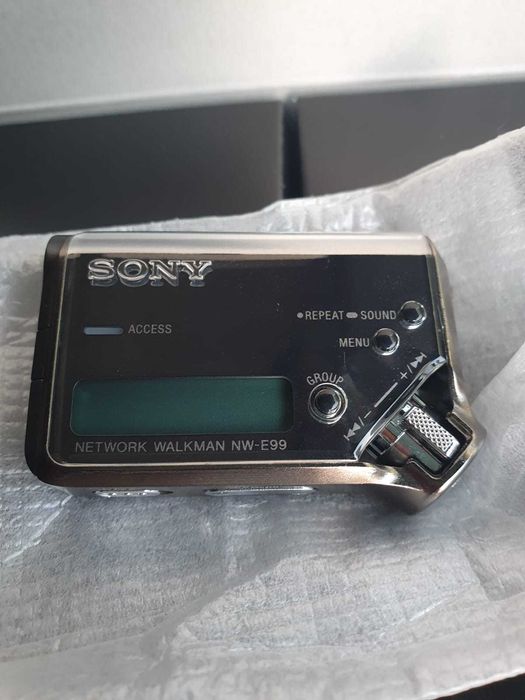 SONY
ACCESS
•REPEAT SOUND
MENU
GROUP
− + /▶▶|
|◀◀/
NETWORK WALKMAN NW-E99